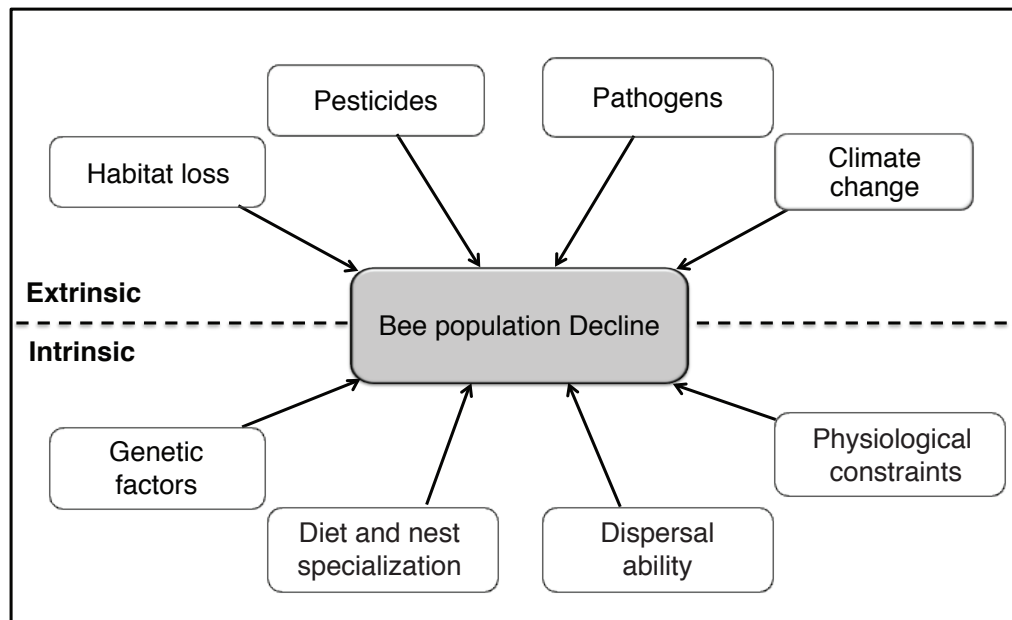 Pesticides
Pathogens
Habitat loss
Climate
change
Extrinsic
Bee population Decline
Intrinsic
Genetic
factors
Physiological
constraints
Diet and nest
specialization
Dispersal
ability